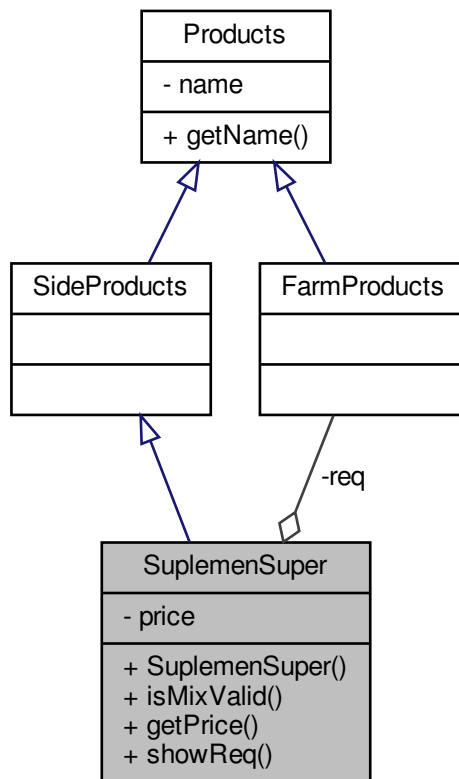 Products
- name
+ getName()
SideProducts
FarmProducts
-req
SuplemenSuper
- price
+ SuplemenSuper()
+ isMixValid()
+ getPrice()
+ showReq()